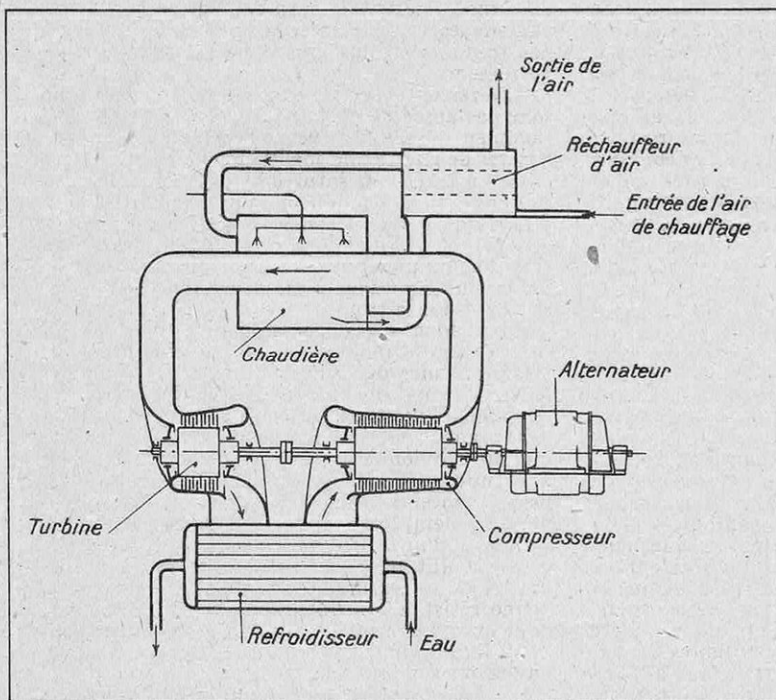 Sortie de
l'air
Réchauffeur
d'air
Entrée de l'air
de chauffage
Chaudière
Alternateur
Turbine
Compresseur
Refroidisseur
Eau